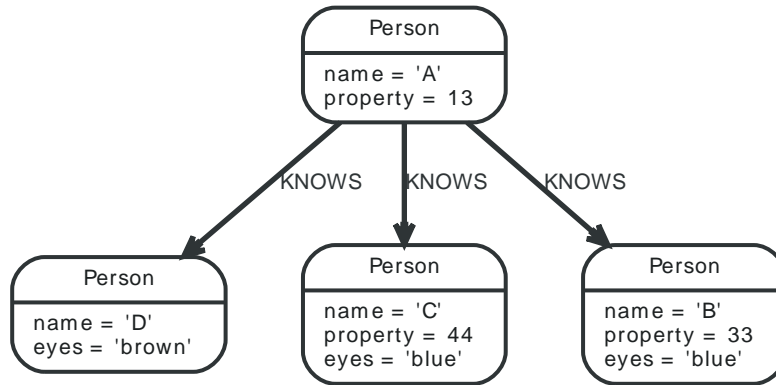 Person
name = 'A'
property = 13
KNOWS
KNOWS
KNOWS
Person
name = 'D'
eyes = 'brown'
Person
name = 'C'
property = 44
eyes = 'blue'
Person
name = 'B'
property = 33
eyes = 'blue'